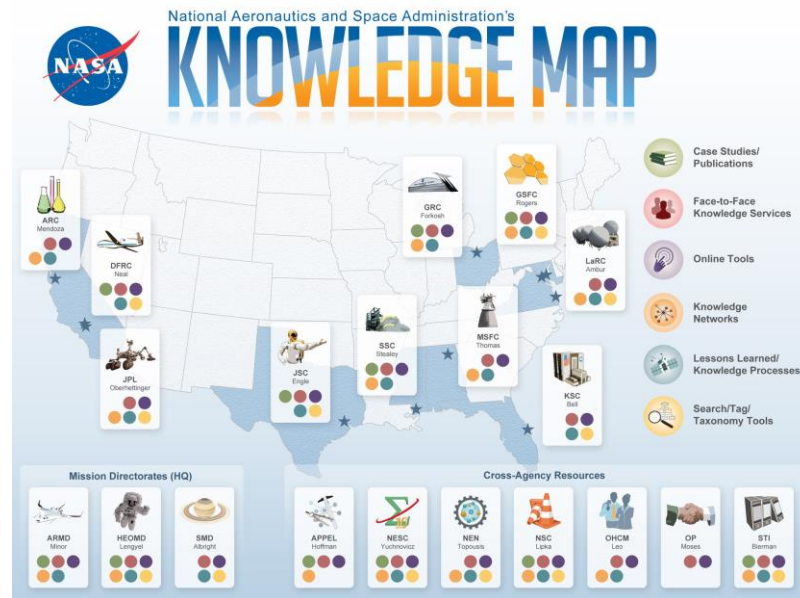 National Aeronautics and Space Administration's
KNOWLEDGE MAP
NASA
Case Studies/
Publications
Face-to-Face
Knowledge Services
Online Tools
Knowledge
Networks
Lessons Learned/
Knowledge Processes
Search/Tag/
Taxonomy Tools
ARC
Mendoza
DFRC
Neal
JPL
Oberhettinger
JSC
Engle
SSC
Stealey
GRC
Forkosh
GSFC
Rogers
LaRC
Ambur
MSFC
Thomas
KSC
Bell
Mission Directorates (HQ)
ARMD
Minor
HEOMD
Lengyel
SMD
Albright
Cross-Agency Resources
APPEL
Hoffman
NESC
Yuchnovicz
NEN
Topousis
NSC
Lipka
OHCM
Leo
OP
Moses
STI
Bierman